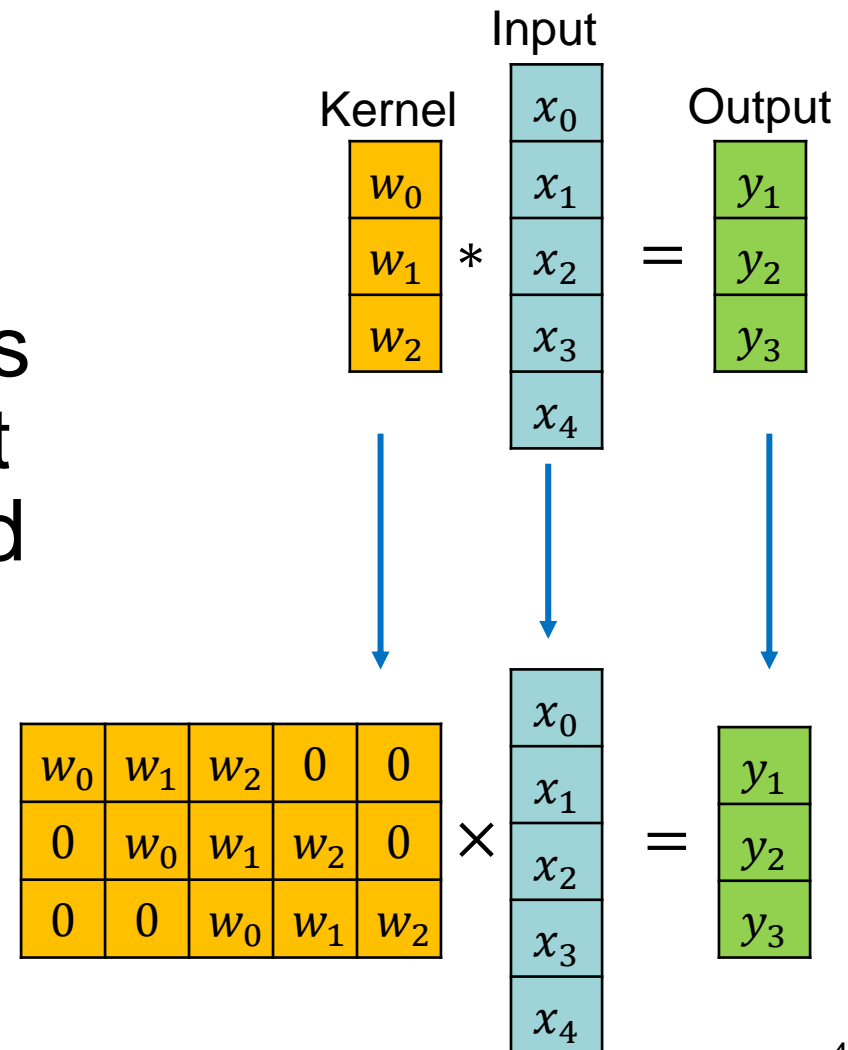 Input
Kernel Output
x₀
w₀ x₁ y₁
w₁ * x₂ = y₂
w₂ x₃ y₃
x₄
s
t
d
x₀
w₀ w₁ w₂ 0 0 x₁ y₁
0 w₀ w₁ w₂ 0 × x₂ = y₂
0 0 w₀ w₁ w₂ x₃ y₃
x₄